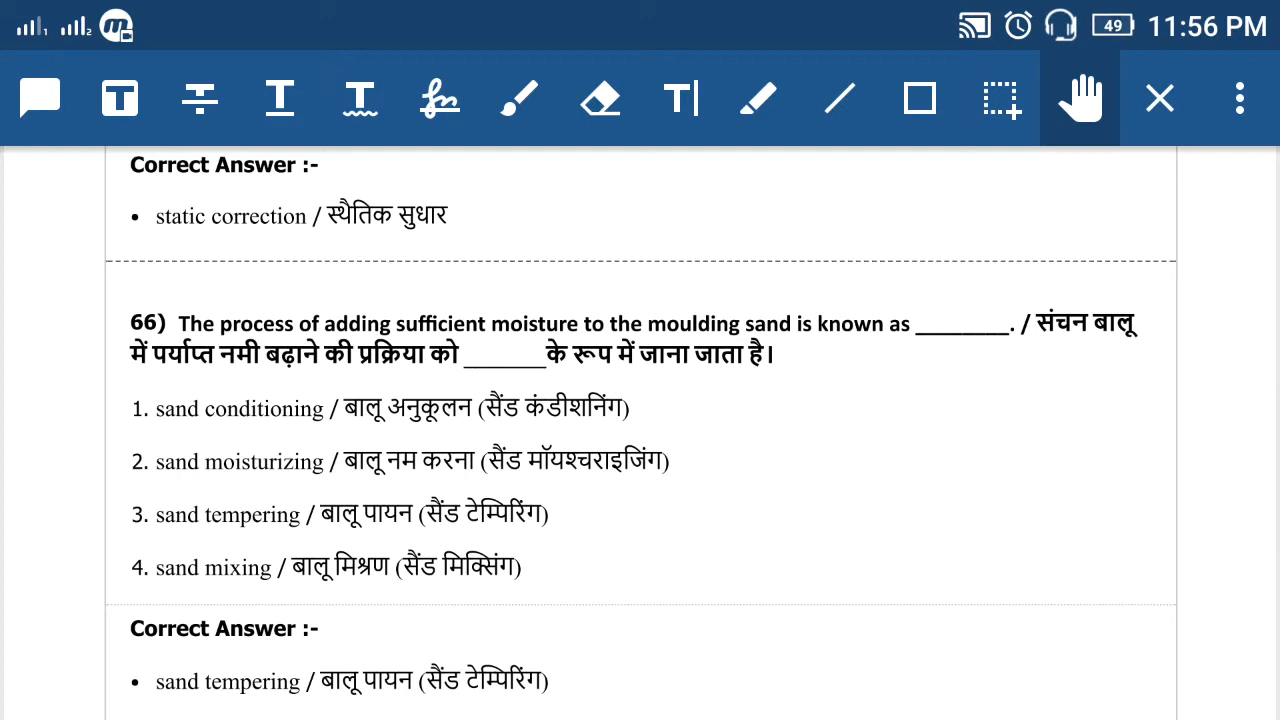 49 11:56 PM
Correct Answer :-
• static correction / स्थैतिक सुधार
66) The process of adding sufficient moisture to the moulding sand is known as ________. / संचन बालू
में पर्याप्त नमी बढ़ाने की प्रक्रिया को _______के रूप में जाना जाता है।
1. sand conditioning / बालू अनुकूलन (सैंड कंडीशनिंग)
2. sand moisturizing / बालू नम करना (सैंड मॉयश्चराइजिंग)
3. sand tempering / बालू पायन (सैंड टेम्पिरिंग)
4. sand mixing / बालू मिश्रण (सैंड मिक्सिंग)
Correct Answer :-
• sand tempering / बालू पायन (सैंड टेम्पिरिंग)